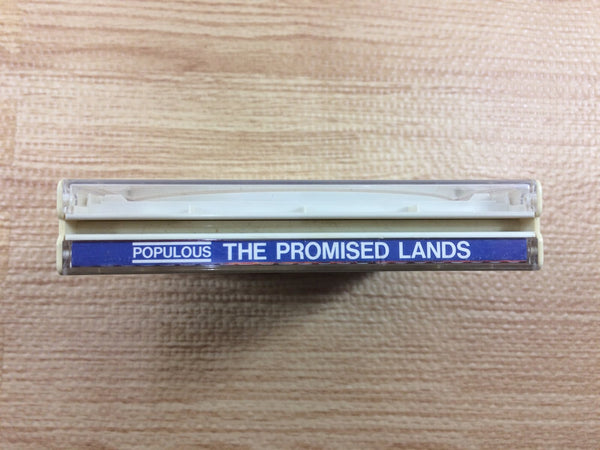 POPULOUS THE PROMISED LANDS